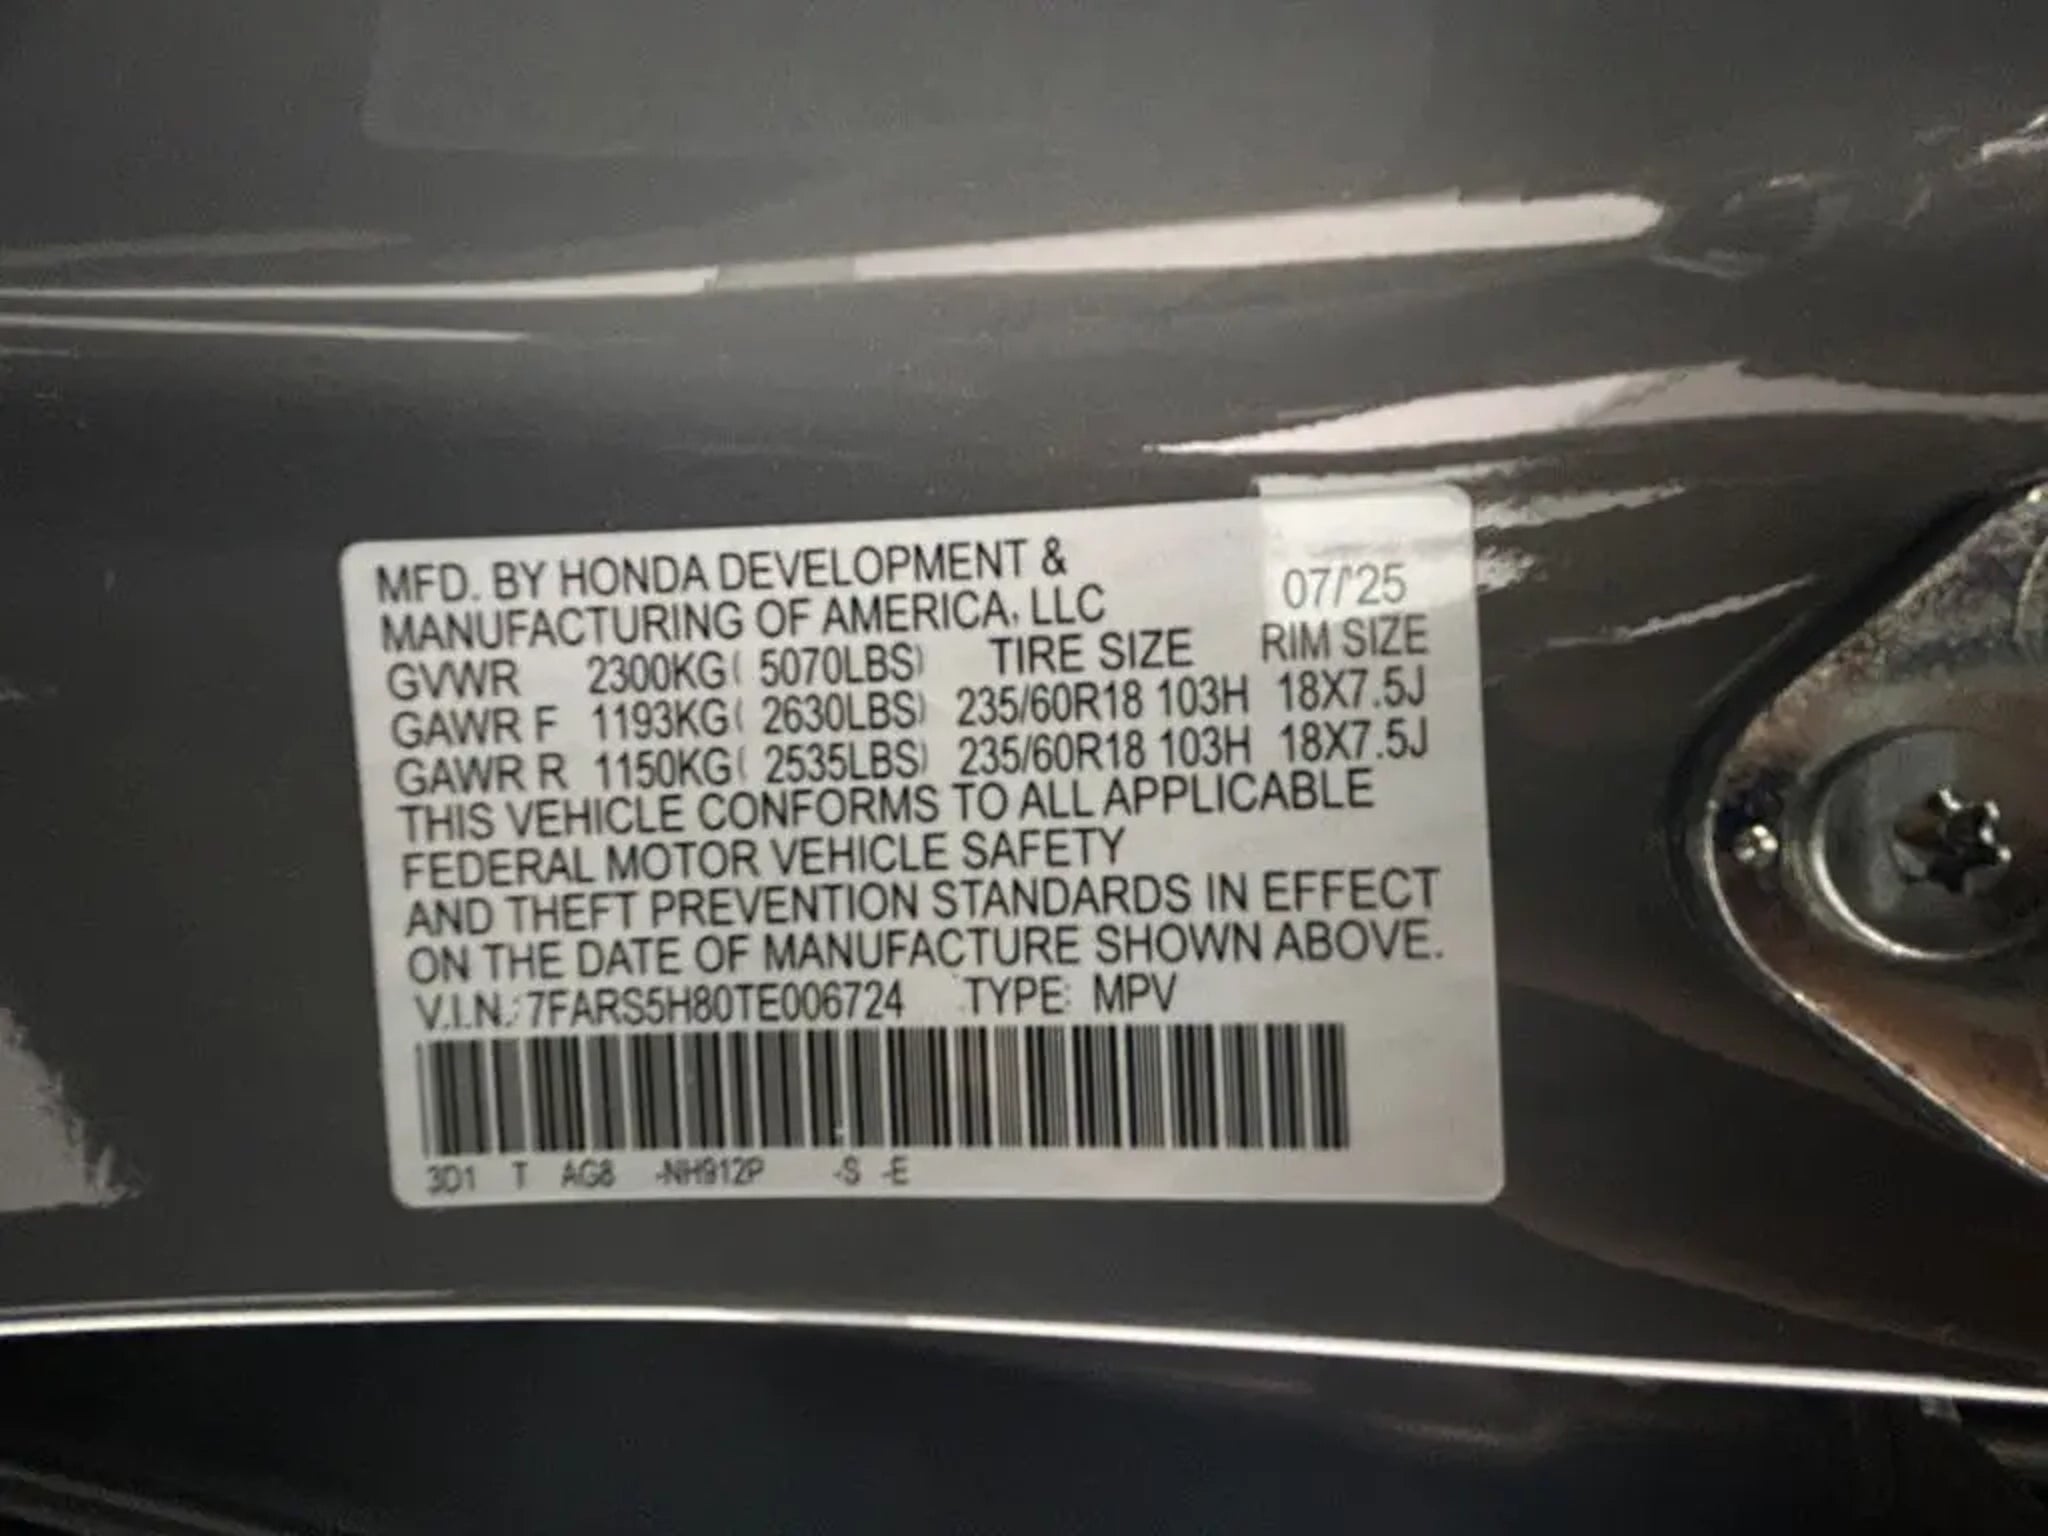 MFD. BY HONDA DEVELOPMENT &
MANUFACTURING OF AMERICA, LLC 07/'25
GVWR 2300KG( 5070LBS) TIRE SIZE RIM SIZE
GAWR F 1193KG( 2630LBS) 235/60R18 103H 18X7.5J
GAWR R 1150KG( 2535LBS) 235/60R18 103H 18X7.5J
THIS VEHICLE CONFORMS TO ALL APPLICABLE
FEDERAL MOTOR VEHICLE SAFETY
AND THEFT PREVENTION STANDARDS IN EFFECT
ON THE DATE OF MANUFACTURE SHOWN ABOVE.
V.I.N.: 7FARS5H80TE006724 TYPE: MPV
3D1 T AG8 -NH912P -S -E